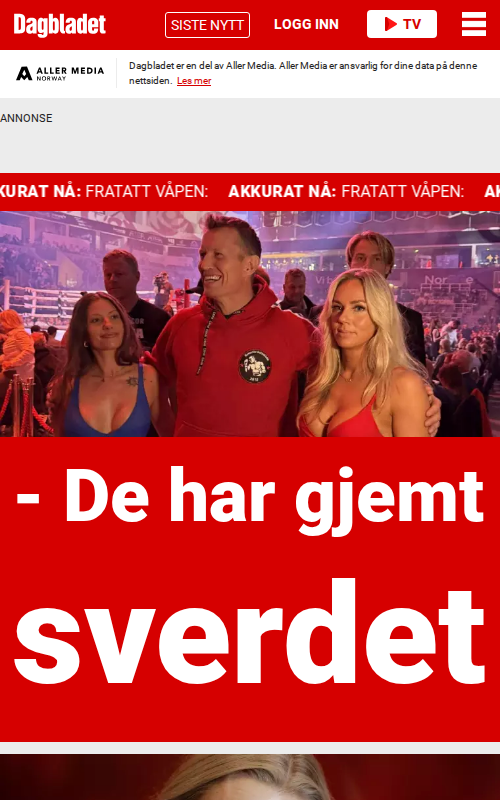 Dagbladet
SISTE NYTT
LOGG INN
TV
ALLER MEDIA
NORWAY
Dagbladet er en del av Aller Media. Aller Media er ansvarlig for dine data på denne
nettsiden. Les mer
ANNONSE
KURAT NÅ: FRATATT VÅPEN: AKKURAT NÅ: FRATATT VÅPEN: AK
- De har gjemt
sverdet